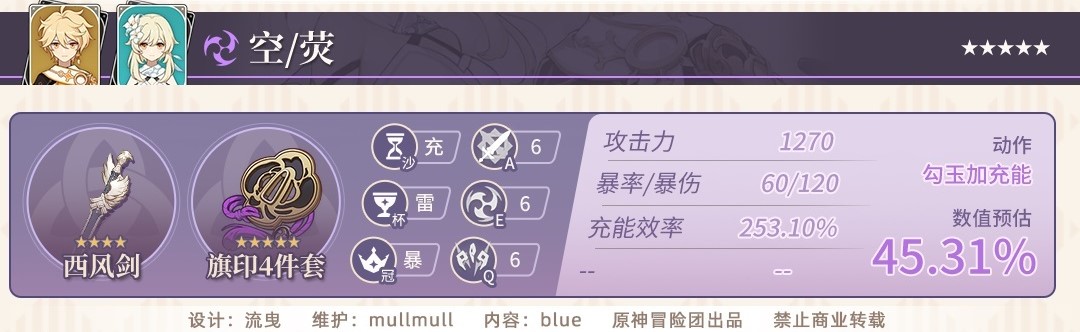 空/荧
★★★★★
★★★★
西风剑
★★★★★
旗印4件套
沙 充
A 6
杯 雷
E 6
冠 暴
Q 6
攻击力 1270
暴率/暴伤 60/120
充能效率 253.10%
-- --
动作
勾玉加充能
数值预估
45.31%
设计：流曳 维护：mullmull 内容：blue 原神冒险团出品 禁止商业转载